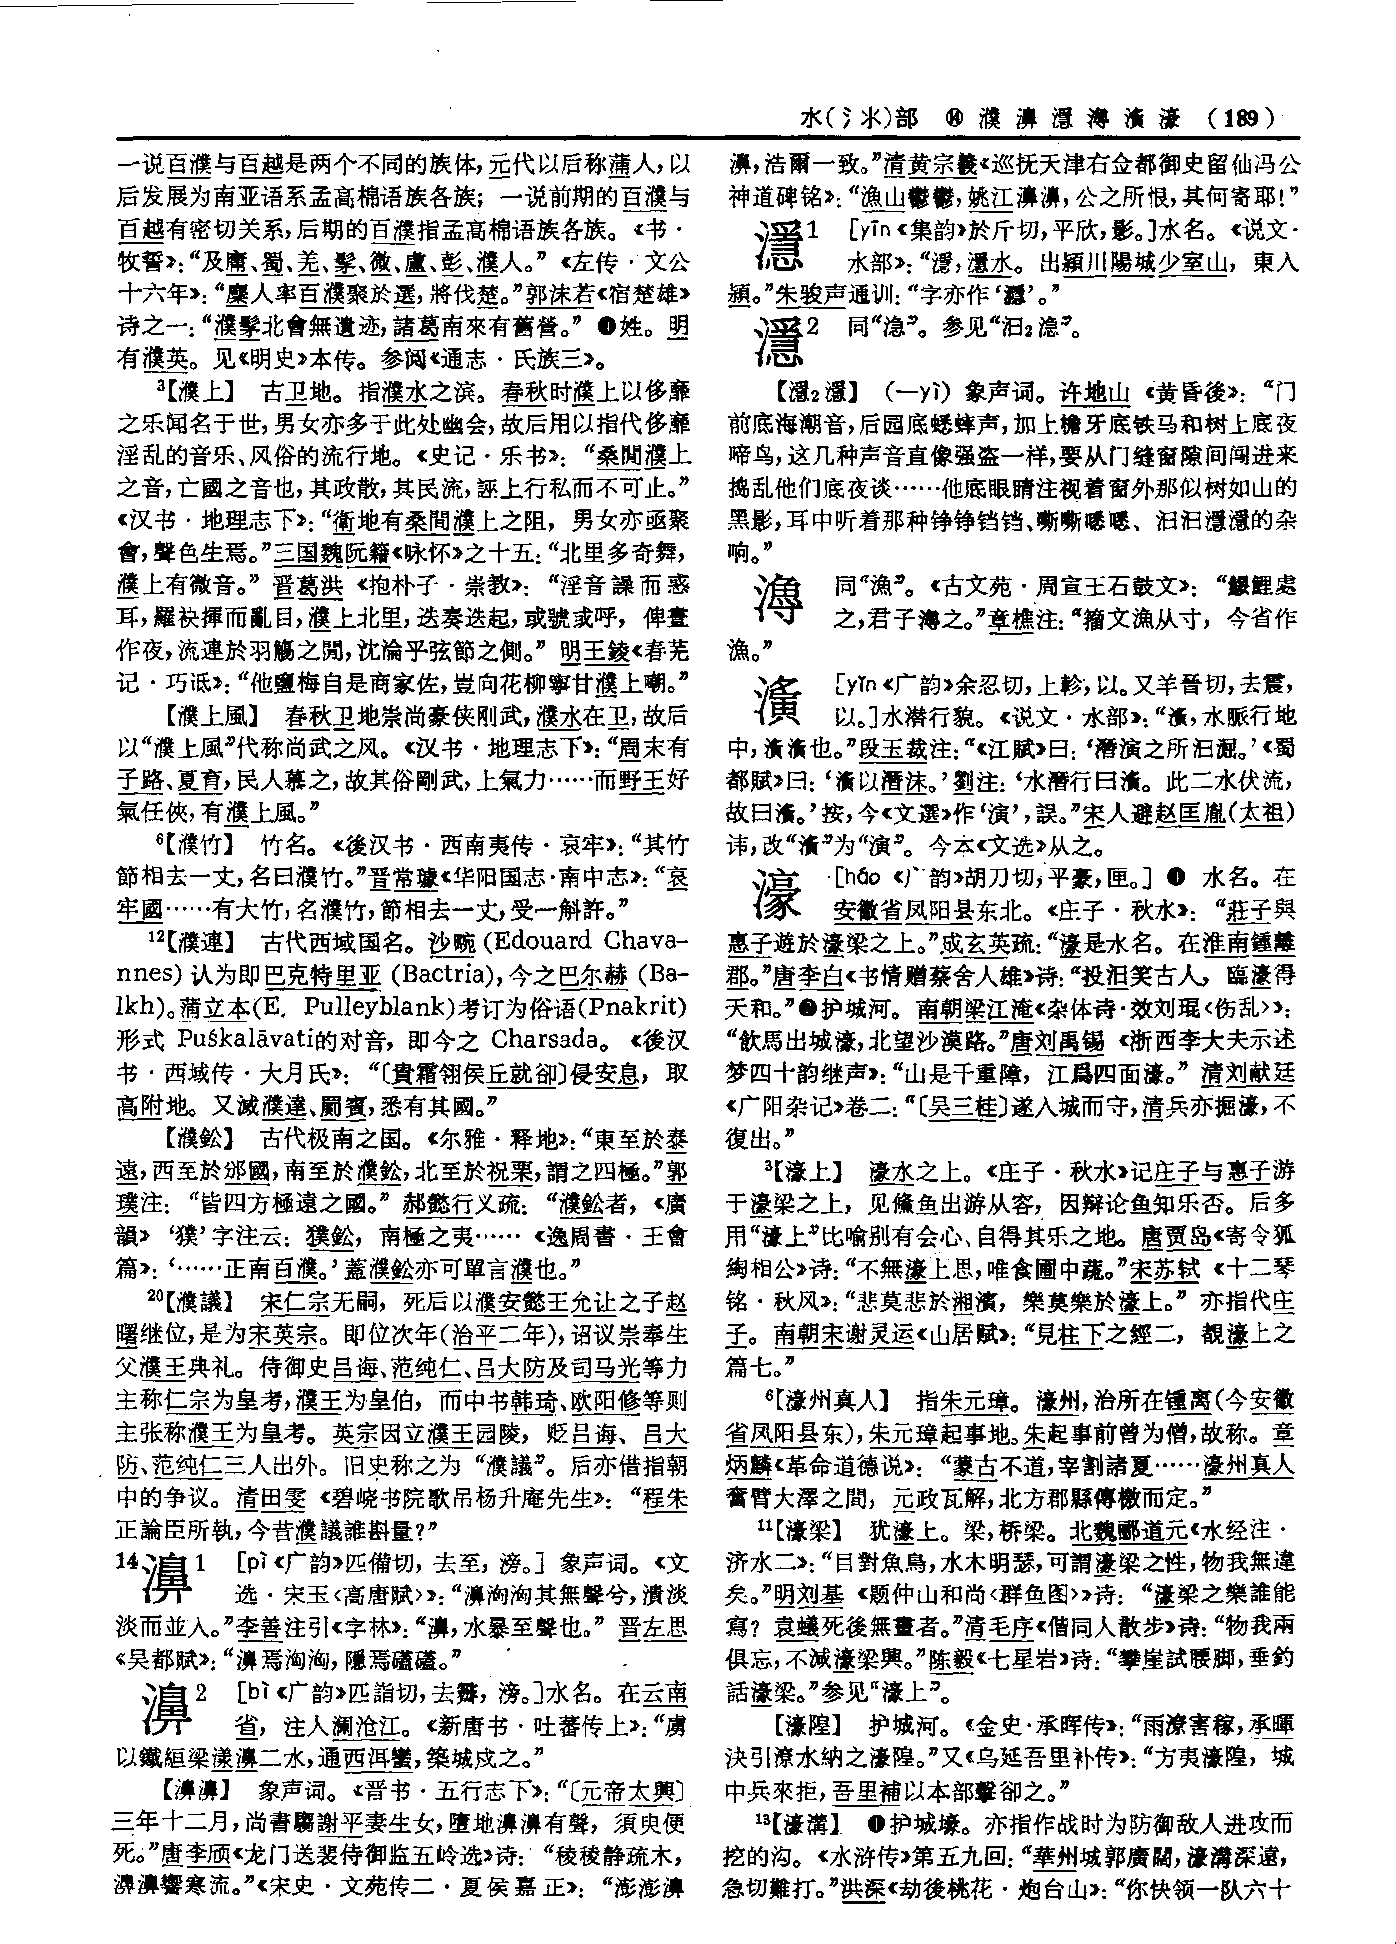 水(氵氺)部 ⑭ 濮 濞 濦 㵖 濥 濠 （189）
一说百濮与百越是两个不同的族体，元代以后称蒲人，以
后发展为南亚语系孟高棉语族各族；一说前期的百濮与
百越有密切关系，后期的百濮指孟高棉语族各族。《书·
牧誓》：“及庸、蜀、羌、髳、微、盧、彭、濮人。”《左传·文公
十六年》：“麇人率百濮聚於選，將伐楚。”郭沫若《宿楚雄》
诗之一：“濮髳北會無遺迹，諸葛南來有舊營。”❶姓。明
有濮英。见《明史》本传。参阅《通志·氏族三》。
3【濮上】 古卫地。指濮水之滨。春秋时濮上以侈靡
之乐闻名于世，男女亦多于此处幽会，故后用以指代侈靡
淫乱的音乐、风俗的流行地。《史记·乐书》：“桑閒濮上
之音，亡國之音也，其政散，其民流，誣上行私而不可止。”
《汉书·地理志下》：“衛地有桑間濮上之阻，男女亦亟聚
會，聲色生焉。”三国魏阮籍《咏怀》之十五：“北里多奇舞，
濮上有微音。”晋葛洪《抱朴子·崇教》：“淫音譟而惑
耳，羅袂揮而亂目，濮上北里，迭奏迭起，或號或呼，俾晝
作夜，流連於羽觴之閒，沈淪乎弦節之側。”明王錂《春芜
记·巧诋》：“他鹽梅自是商家佐，豈向花柳寧甘濮上嘲。”
【濮上風】 春秋卫地崇尚豪侠刚武，濮水在卫，故后
以“濮上風”代称尚武之风。《汉书·地理志下》：“周末有
子路、夏育，民人慕之，故其俗剛武，上氣力……而野王好
氣任俠，有濮上風。”
6【濮竹】 竹名。《後汉书·西南夷传·哀牢》：“其竹
節相去一丈，名曰濮竹。”晋常璩《华阳国志·南中志》：“哀
牢國……有大竹，名濮竹，節相去一丈，受一斛許。”
12【濮達】 古代西域国名。沙畹(Edouard Chava-
nnes)认为即巴克特里亚(Bactria)，今之巴尔赫(Ba-
lkh)。蒲立本(E. Pulleyblank)考订为俗语(Pnakrit)
形式 Puśkalāvati的对音，即今之 Charsada。《後汉
书·西域传·大月氏》：“〔貴霜翎侯丘就卻〕侵安息，取
高附地。又滅濮達、罽賓，悉有其國。”
【濮鈆】 古代极南之国。《尔雅·释地》：“東至於泰
遠，西至於邠國，南至於濮鈆，北至於祝栗，謂之四極。”郭
璞注：“皆四方極遠之國。”郝懿行义疏：“濮鈆者，《廣
韻》‘獛’字注云：獛鈆，南極之夷……《逸周書·王會
篇》：‘……正南百濮。’蓋濮鈆亦可單言濮也。”
20【濮議】 宋仁宗无嗣，死后以濮安懿王允让之子赵
曙继位，是为宋英宗。即位次年(治平二年)，诏议崇奉生
父濮王典礼。侍御史吕诲、范纯仁、吕大防及司马光等力
主称仁宗为皇考，濮王为皇伯，而中书韩琦、欧阳修等则
主张称濮王为皇考。英宗因立濮王园陵，贬吕诲、吕大
防、范纯仁三人出外。旧史称之为“濮議”。后亦借指朝
中的争议。清田雯《碧峣书院歌吊杨升庵先生》：“程朱
正論臣所執，今昔濮議誰斟量？”
14濞1 [pì《广韵》匹備切，去至，滂。]象声词。《文
选·宋玉〈高唐赋〉》：“濞洶洶其無聲兮，潰淡
淡而並入。”李善注引《字林》：“濞，水暴至聲也。”晋左思
《吴都赋》：“濞焉洶洶，隱焉礚礚。”
濞2 [bì《广韵》匹詣切，去霽，滂。]水名。在云南
省，注入澜沧江。《新唐书·吐蕃传上》：“虜
以鐵絙梁漾濞二水，通西洱蠻，築城戍之。”
【濞濞】 象声词。《晋书·五行志下》：“〔元帝太興〕
三年十二月，尚書騶謝平妻生女，墮地濞濞有聲，須臾便
死。”唐李颀《龙门送裴侍御监五岭选》诗：“稜稜静疏木，
濞濞響寒流。”《宋史·文苑传二·夏侯嘉正》：“澎澎濞
濞，浩爾一致。”清黄宗羲《巡抚天津右佥都御史留仙冯公
神道碑铭》：“漁山鬱鬱，姚江濞濞，公之所恨，其何寄耶！”
濦1 [yīn《集韵》於斤切，平欣，影。]水名。《说文·
水部》：“濦，濦水。出潁川陽城少室山，東入
潁。”朱骏声通训：“字亦作‘㶏’。”
濦2 同“㴔”。参见“汩2㴔”。
【濦2濦】 (—yì)象声词。许地山《黄昏後》：“门
前底海潮音，后园底蟋蟀声，加上檐牙底铁马和树上底夜
啼鸟，这几种声音直像强盗一样，要从门缝窗隙间闯进来
捣乱他们底夜谈……他底眼睛注视着窗外那似树如山的
黑影，耳中听着那种铮铮铛铛、嘶嘶嗯嗯、汩汩濦濦的杂
响。”
㵖 同“漁”。《古文苑·周宣王石鼓文》：“鰋鯉處
之，君子㵖之。”章樵注：“籀文漁从寸，今省作
漁。”
濥 [yǐn《广韵》余忍切，上軫，以。又羊晋切，去震，
以。]水潜行貌。《说文·水部》：“濥，水脈行地
中，濥濥也。”段玉裁注：“《江賦》曰：‘潛演之所汩淈。’《蜀
都賦》曰：‘濥以潛沫。’劉注：‘水潛行曰濥。此二水伏流，
故曰濥。’按，今《文選》作‘演’，誤。”宋人避赵匡胤(太祖)
讳，改“濥”为“演”。今本《文选》从之。
濠 [háo《广韵》胡刀切，平豪，匣。]❶ 水名。在
安徽省凤阳县东北。《庄子·秋水》：“莊子與
惠子遊於濠梁之上。”成玄英疏：“濠是水名。在淮南鍾離
郡。”唐李白《书情赠蔡舍人雄》诗：“投汨笑古人，臨濠得
天和。”❷护城河。南朝梁江淹《杂体诗·效刘琨〈伤乱〉》：
“飲馬出城濠，北望沙漠路。”唐刘禹锡《浙西李大夫示述
梦四十韵继声》：“山是千重障，江爲四面濠。”清刘献廷
《广阳杂记》卷二：“〔吴三桂〕遂入城而守，清兵亦掘濠，不
復出。”
3【濠上】 濠水之上。《庄子·秋水》记庄子与惠子游
于濠梁之上，见鯈鱼出游从容，因辩论鱼知乐否。后多
用“濠上”比喻别有会心、自得其乐之地。唐贾岛《寄令狐
绹相公》诗：“不無濠上思，唯食圃中蔬。”宋苏轼《十二琴
铭·秋风》：“悲莫悲於湘濱，樂莫樂於濠上。”亦指代庄
子。南朝宋谢灵运《山居赋》：“見柱下之經二，覩濠上之
篇七。”
6【濠州真人】 指朱元璋。濠州，治所在锺离(今安徽
省凤阳县东)，朱元璋起事地。朱起事前曾为僧，故称。章
炳麟《革命道德说》：“蒙古不道，宰割諸夏……濠州真人
奮臂大澤之間，元政瓦解，北方郡縣傳檄而定。”
11【濠梁】 犹濠上。梁，桥梁。北魏郦道元《水经注·
济水二》：“目對魚鳥，水木明瑟，可謂濠梁之性，物我無違
矣。”明刘基《题仲山和尚〈群鱼图〉》诗：“濠梁之樂誰能
寫？袁蟻死後無畫者。”清毛序《偕同人散步》诗：“物我兩
俱忘，不減濠梁興。”陈毅《七星岩》诗：“攀崖試腰脚，垂釣
話濠梁。”参见“濠上”。
【濠隍】 护城河。《金史·承晖传》：“雨潦害稼，承暉
決引潦水納之濠隍。”又《乌延吾里补传》：“方夷濠隍，城
中兵來拒，吾里補以本部擊卻之。”
13【濠溝】 ❶护城壕。亦指作战时为防御敌人进攻而
挖的沟。《水浒传》第五九回：“華州城郭廣闊，濠溝深遠，
急切難打。”洪深《劫後桃花·炮台山》：“你快领一队六十